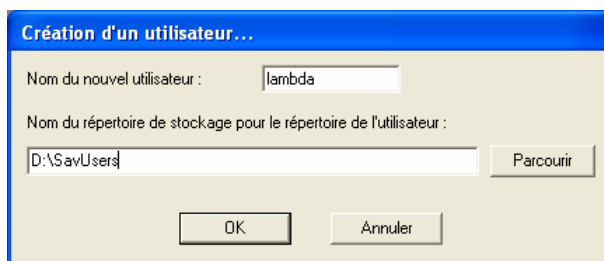 Création d'un utilisateur...
Nom du nouvel utilisateur : lambda
Nom du répertoire de stockage pour le répertoire de l'utilisateur :
D:\SavUsers Parcourir
OK Annuler